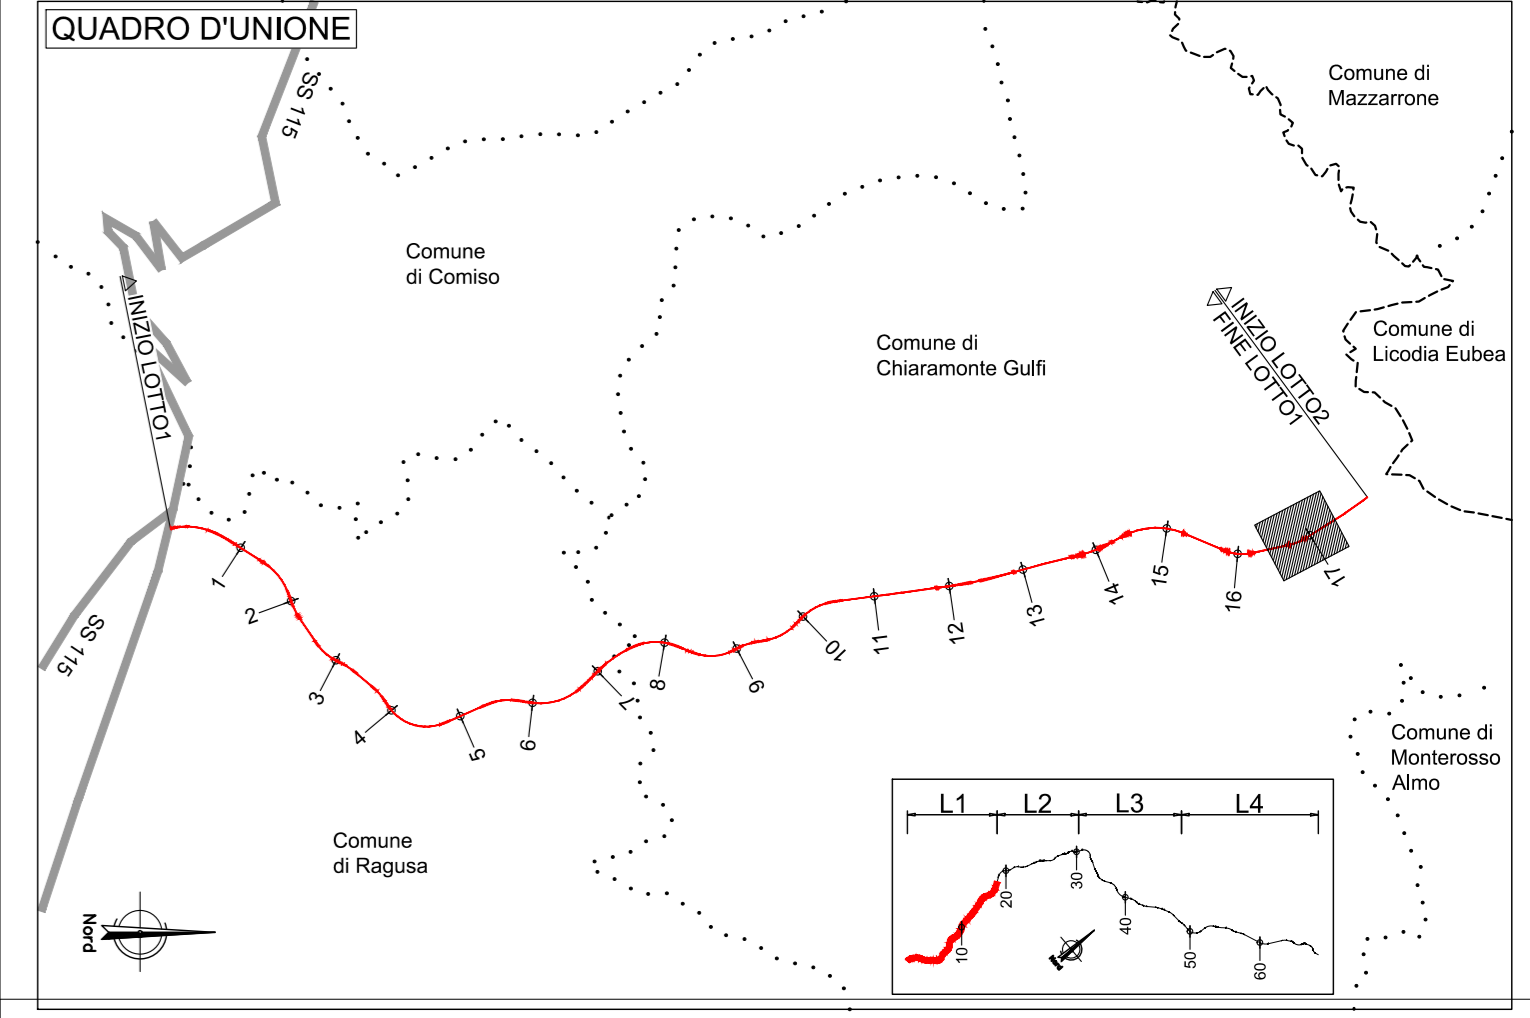 QUADRO D'UNIONE
SS 115
Comune di
Mazzarrone
Comune
di Comiso
INIZIO LOTTO1
INIZIO LOTTO2
FINE LOTTO1
Comune di
Licodia Eubea
Comune di
Chiaramonte Gulfi
1
2
3
4
5
6
7
8
9
10
11
12
13
14
15
16
17
SS 115
Comune di
Monterosso
Almo
Comune
di Ragusa
Nord
L1
L2
L3
L4
10
20
30
40
50
60